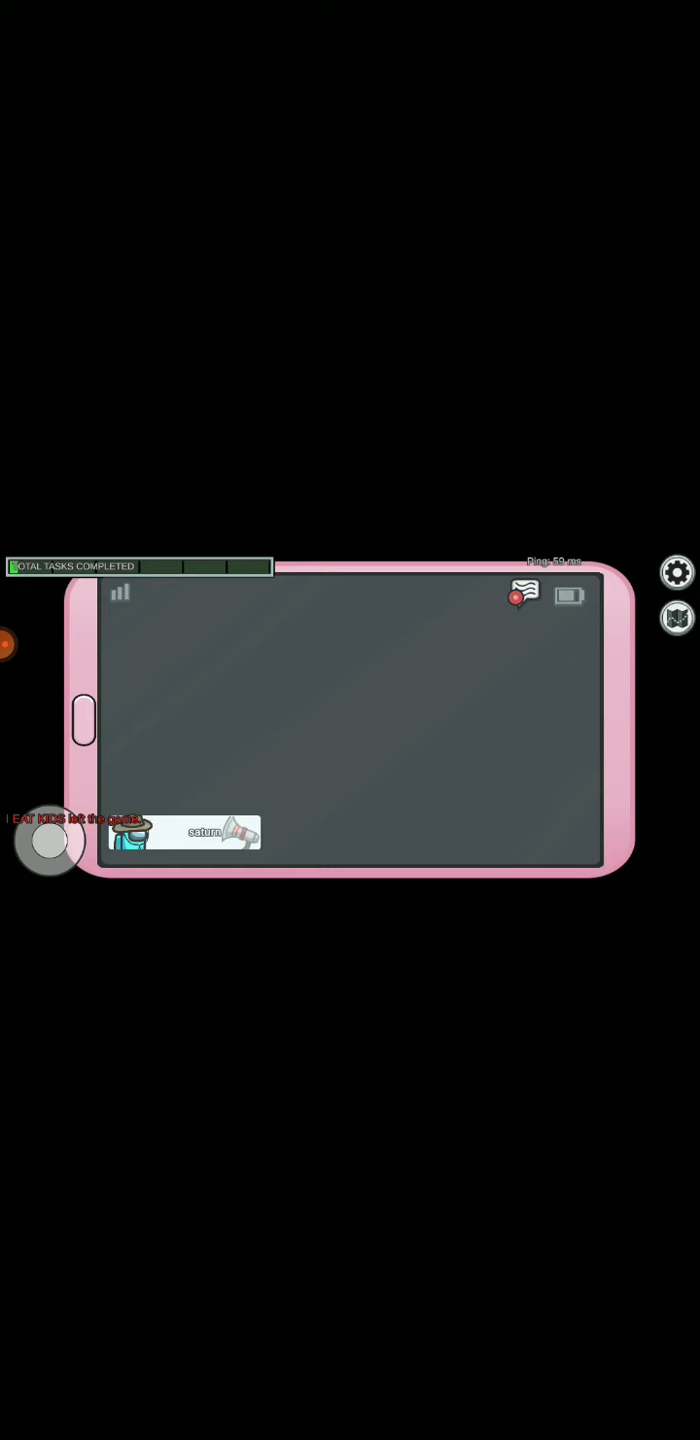 TOTAL TASKS COMPLETED
Ping: 59 ms
I EAT KIDS left the game.
saturn